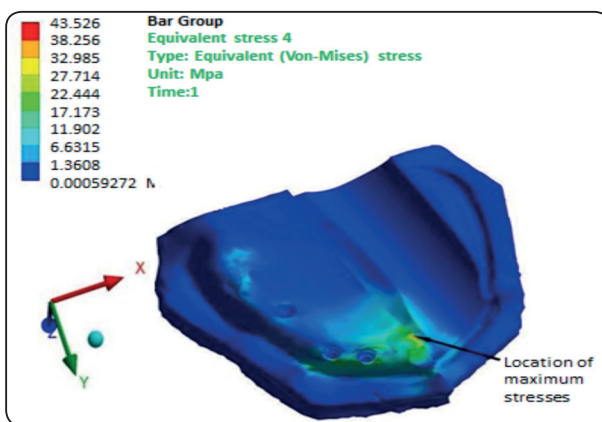 43.526
38.256
32.985
27.714
22.444
17.173
11.902
6.6315
1.3608
0.00059272
Bar Group
Equivalent stress 4
Type: Equivalent (Von-Mises) stress
Unit: Mpa
Time:1
X
Z
Y
Location of
maximum
stresses